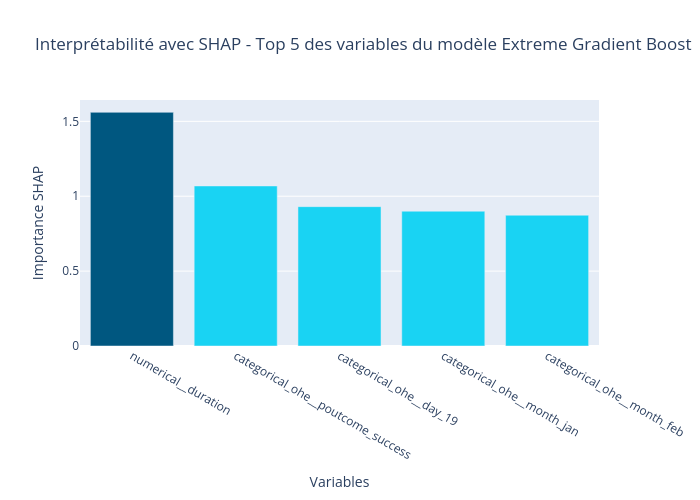 Interprétabilité avec SHAP - Top 5 des variables du modèle Extreme Gradient Boost
Importance SHAP
1.5
1
0.5
0
numerical__duration
categorical_ohe__poutcome_success
categorical_ohe__day_19
categorical_ohe__month_jan
categorical_ohe__month_feb
Variables